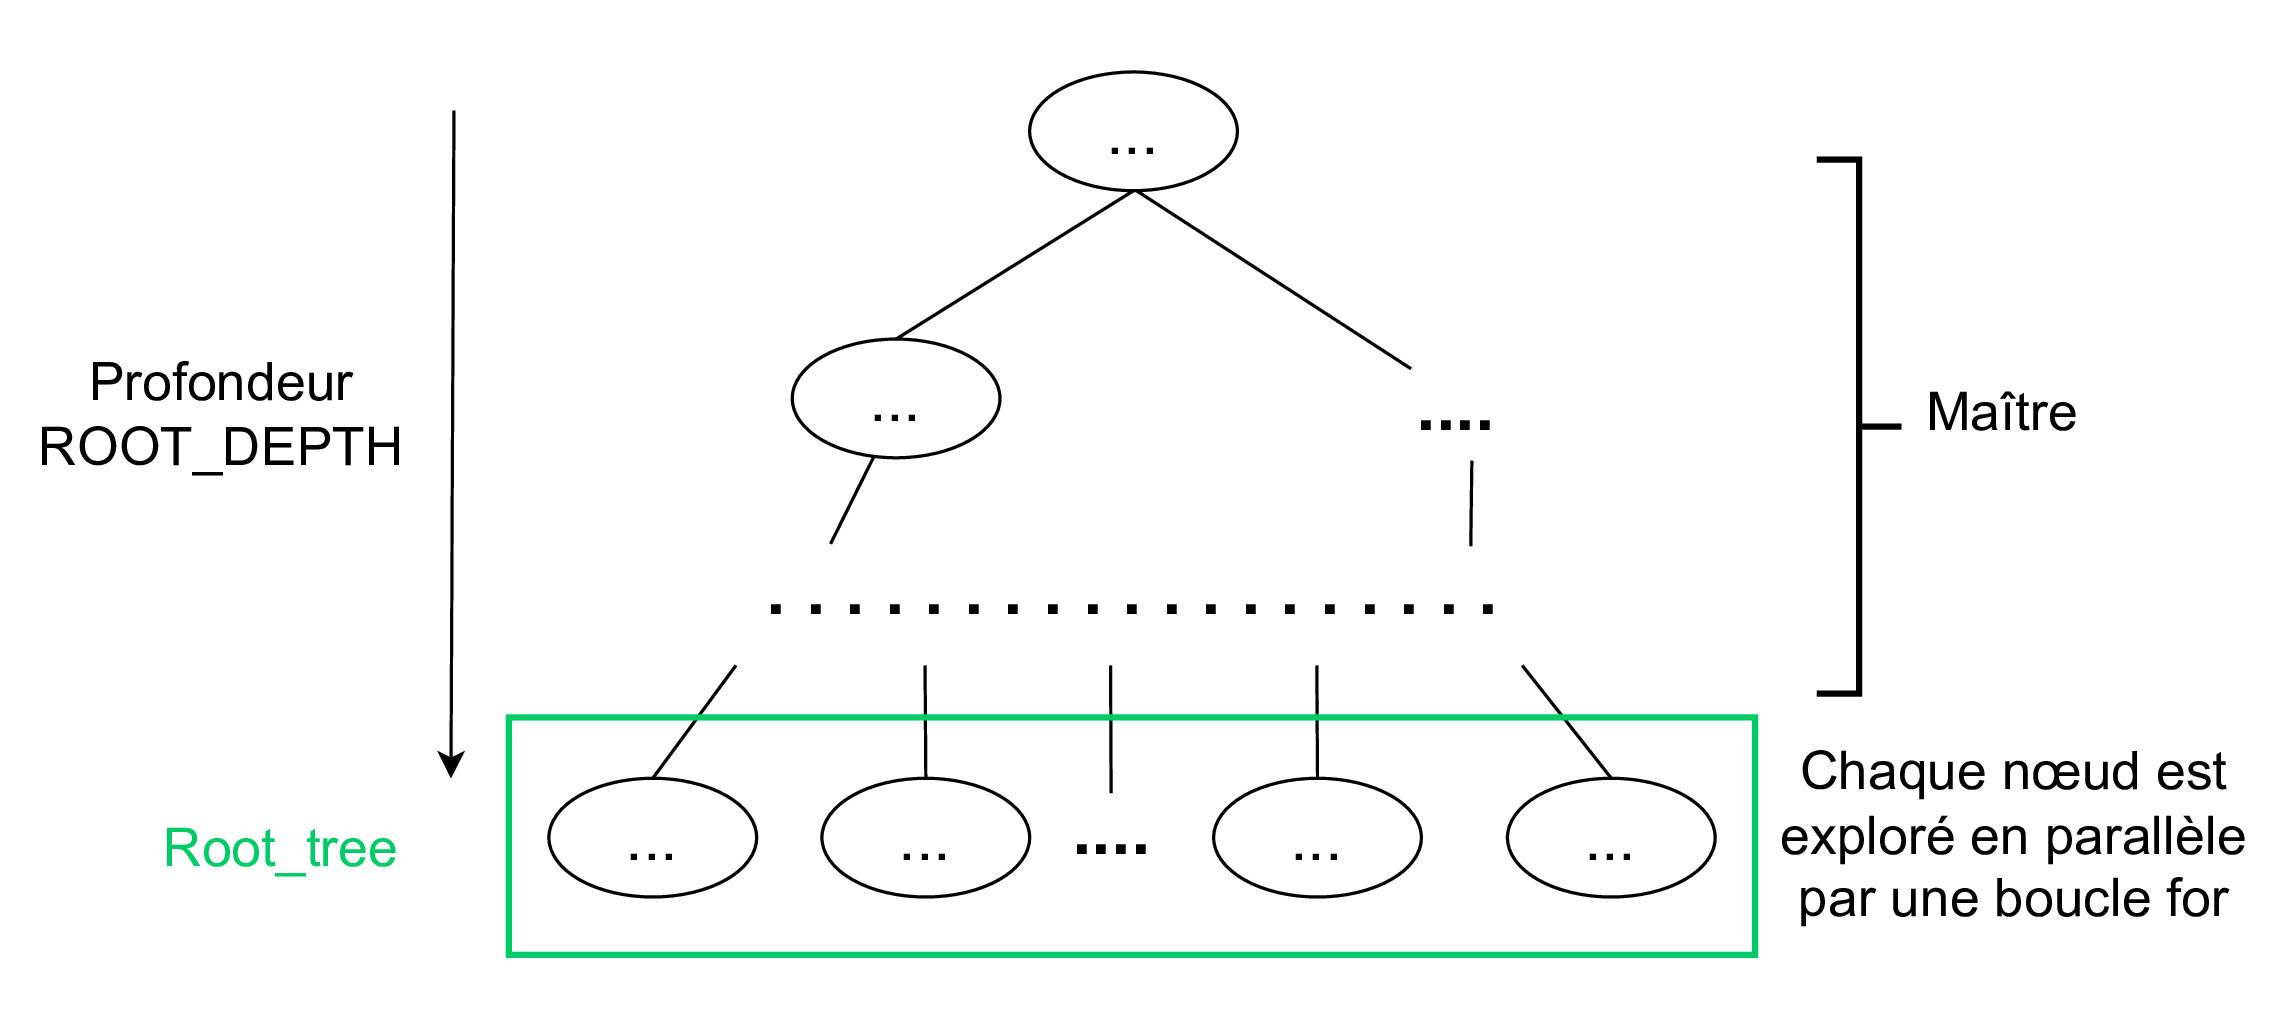 ...
...
....
Profondeur
ROOT_DEPTH
Maître
. . . . . . . . . . . . . . . . . . .
Root_tree
...
...
....
...
...
Chaque nœud est
exploré en parallèle
par une boucle for